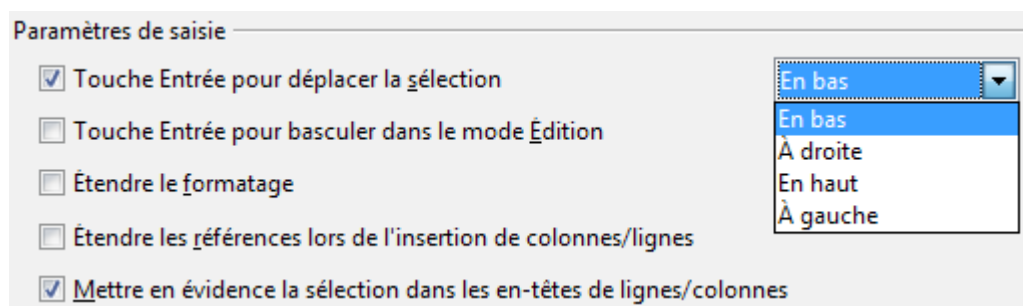 Paramètres de saisie
Touche Entrée pour déplacer la sélection
En bas
En bas
À droite
En haut
À gauche
Touche Entrée pour basculer dans le mode Édition
Étendre le formatage
Étendre les références lors de l'insertion de colonnes/lignes
Mettre en évidence la sélection dans les en-têtes de lignes/colonnes